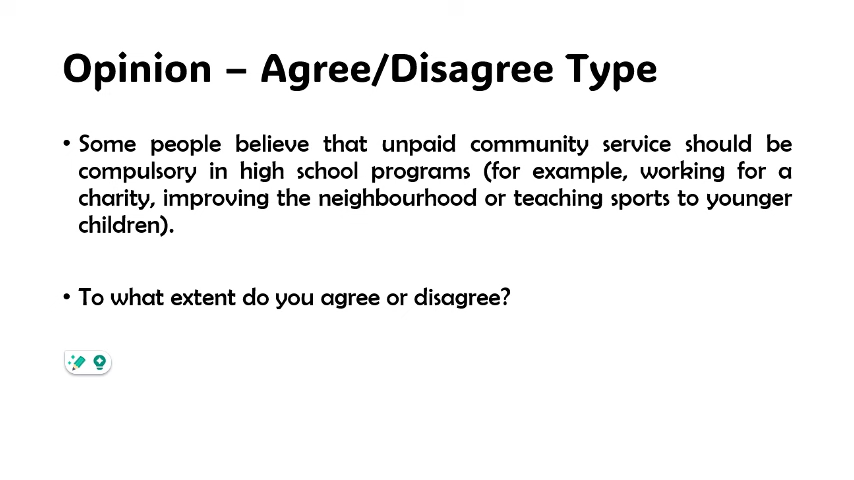 Opinion – Agree/Disagree Type
• Some people believe that unpaid community service should be
compulsory in high school programs (for example, working for a
charity, improving the neighbourhood or teaching sports to younger
children).
• To what extent do you agree or disagree?